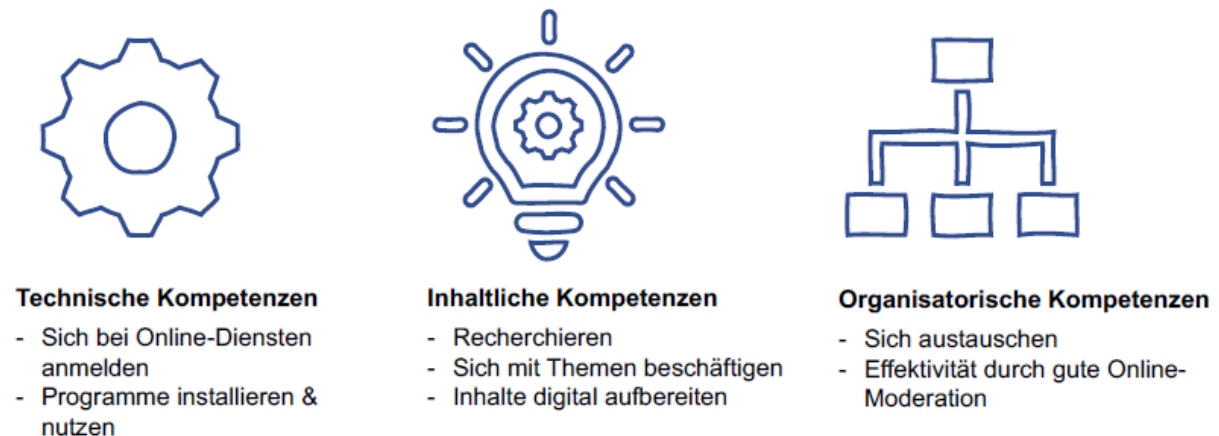 Technische Kompetenzen
- Sich bei Online-Diensten
anmelden
- Programme installieren &
nutzen
Inhaltliche Kompetenzen
- Recherchieren
- Sich mit Themen beschäftigen
- Inhalte digital aufbereiten
Organisatorische Kompetenzen
- Sich austauschen
- Effektivität durch gute Online-
Moderation